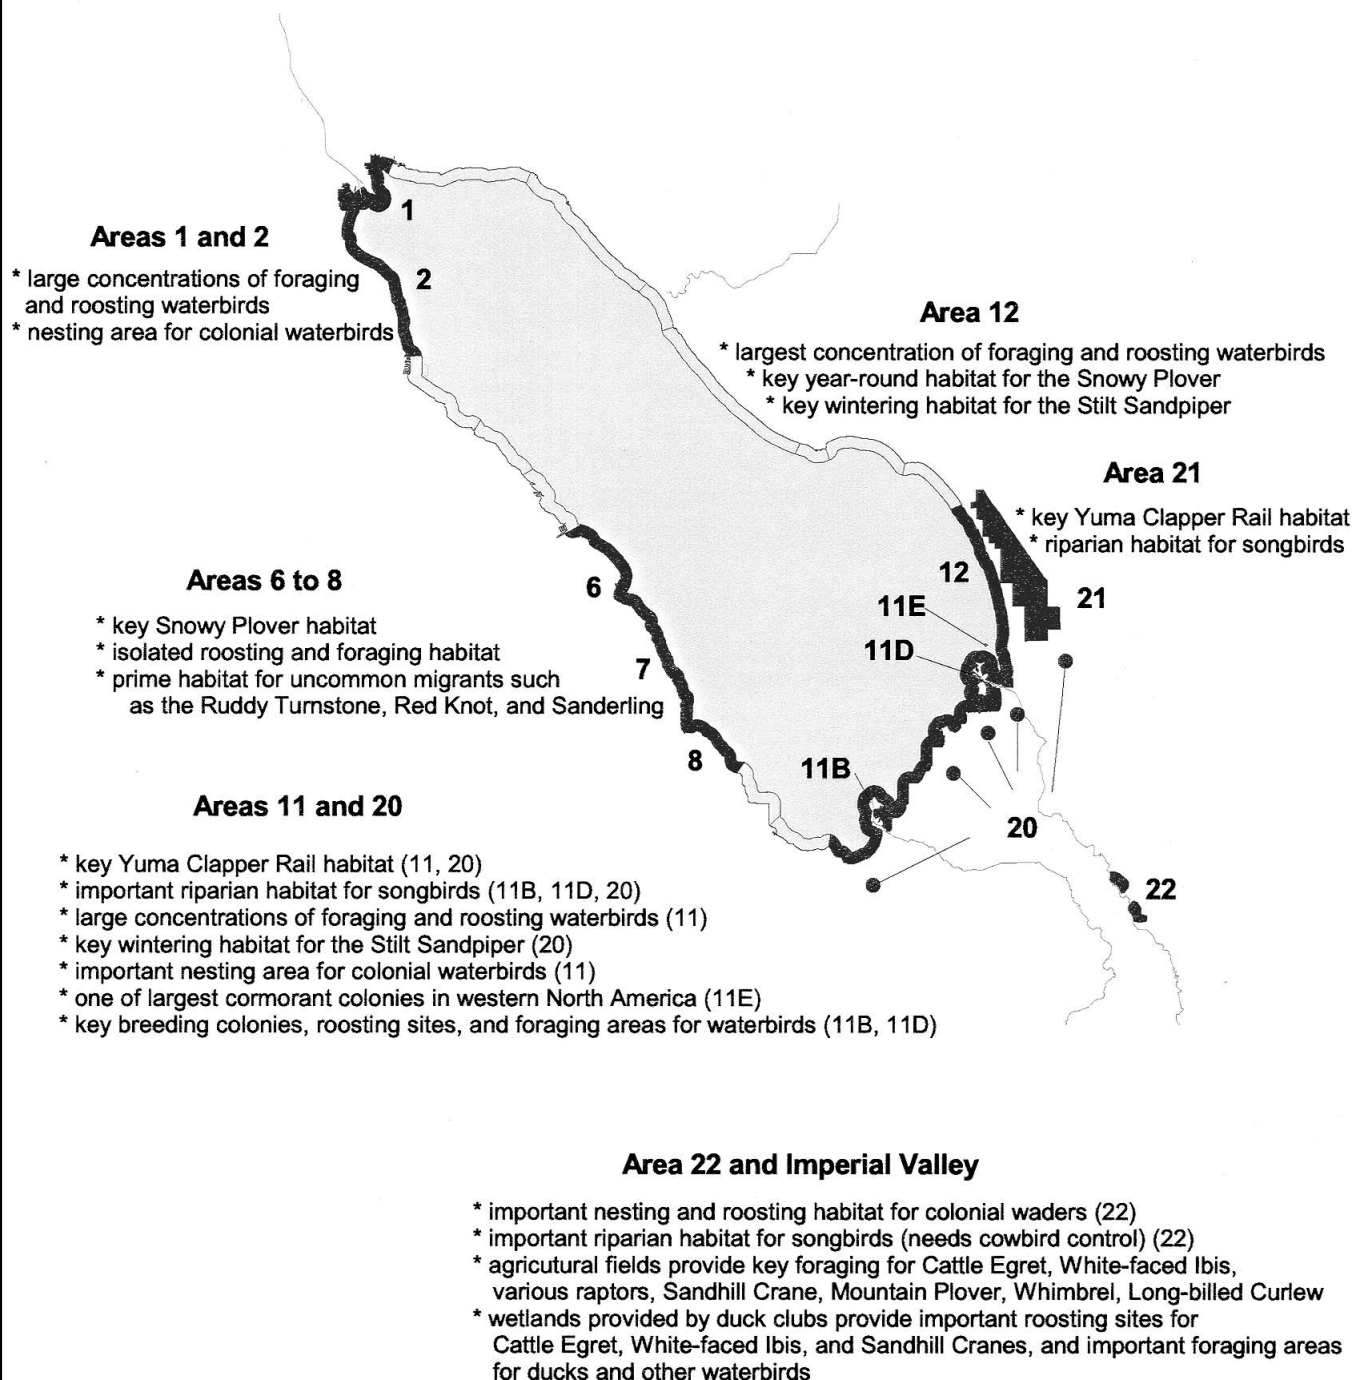 1
Areas 1 and 2
* large concentrations of foraging
and roosting waterbirds
* nesting area for colonial waterbirds
2
Area 12
* largest concentration of foraging and roosting waterbirds
* key year-round habitat for the Snowy Plover
* key wintering habitat for the Stilt Sandpiper
Area 21
* key Yuma Clapper Rail habitat
* riparian habitat for songbirds
12
21
11E
11D
6
7
8
Areas 6 to 8
* key Snowy Plover habitat
* isolated roosting and foraging habitat
* prime habitat for uncommon migrants such
as the Ruddy Turnstone, Red Knot, and Sanderling
11B
20
22
Areas 11 and 20
* key Yuma Clapper Rail habitat (11, 20)
* important riparian habitat for songbirds (11B, 11D, 20)
* large concentrations of foraging and roosting waterbirds (11)
* key wintering habitat for the Stilt Sandpiper (20)
* important nesting area for colonial waterbirds (11)
* one of largest cormorant colonies in western North America (11E)
* key breeding colonies, roosting sites, and foraging areas for waterbirds (11B, 11D)
Area 22 and Imperial Valley
* important nesting and roosting habitat for colonial waders (22)
* important riparian habitat for songbirds (needs cowbird control) (22)
* agricutural fields provide key foraging for Cattle Egret, White-faced Ibis,
various raptors, Sandhill Crane, Mountain Plover, Whimbrel, Long-billed Curlew
* wetlands provided by duck clubs provide important roosting sites for
Cattle Egret, White-faced Ibis, and Sandhill Cranes, and important foraging areas
for ducks and other waterbirds